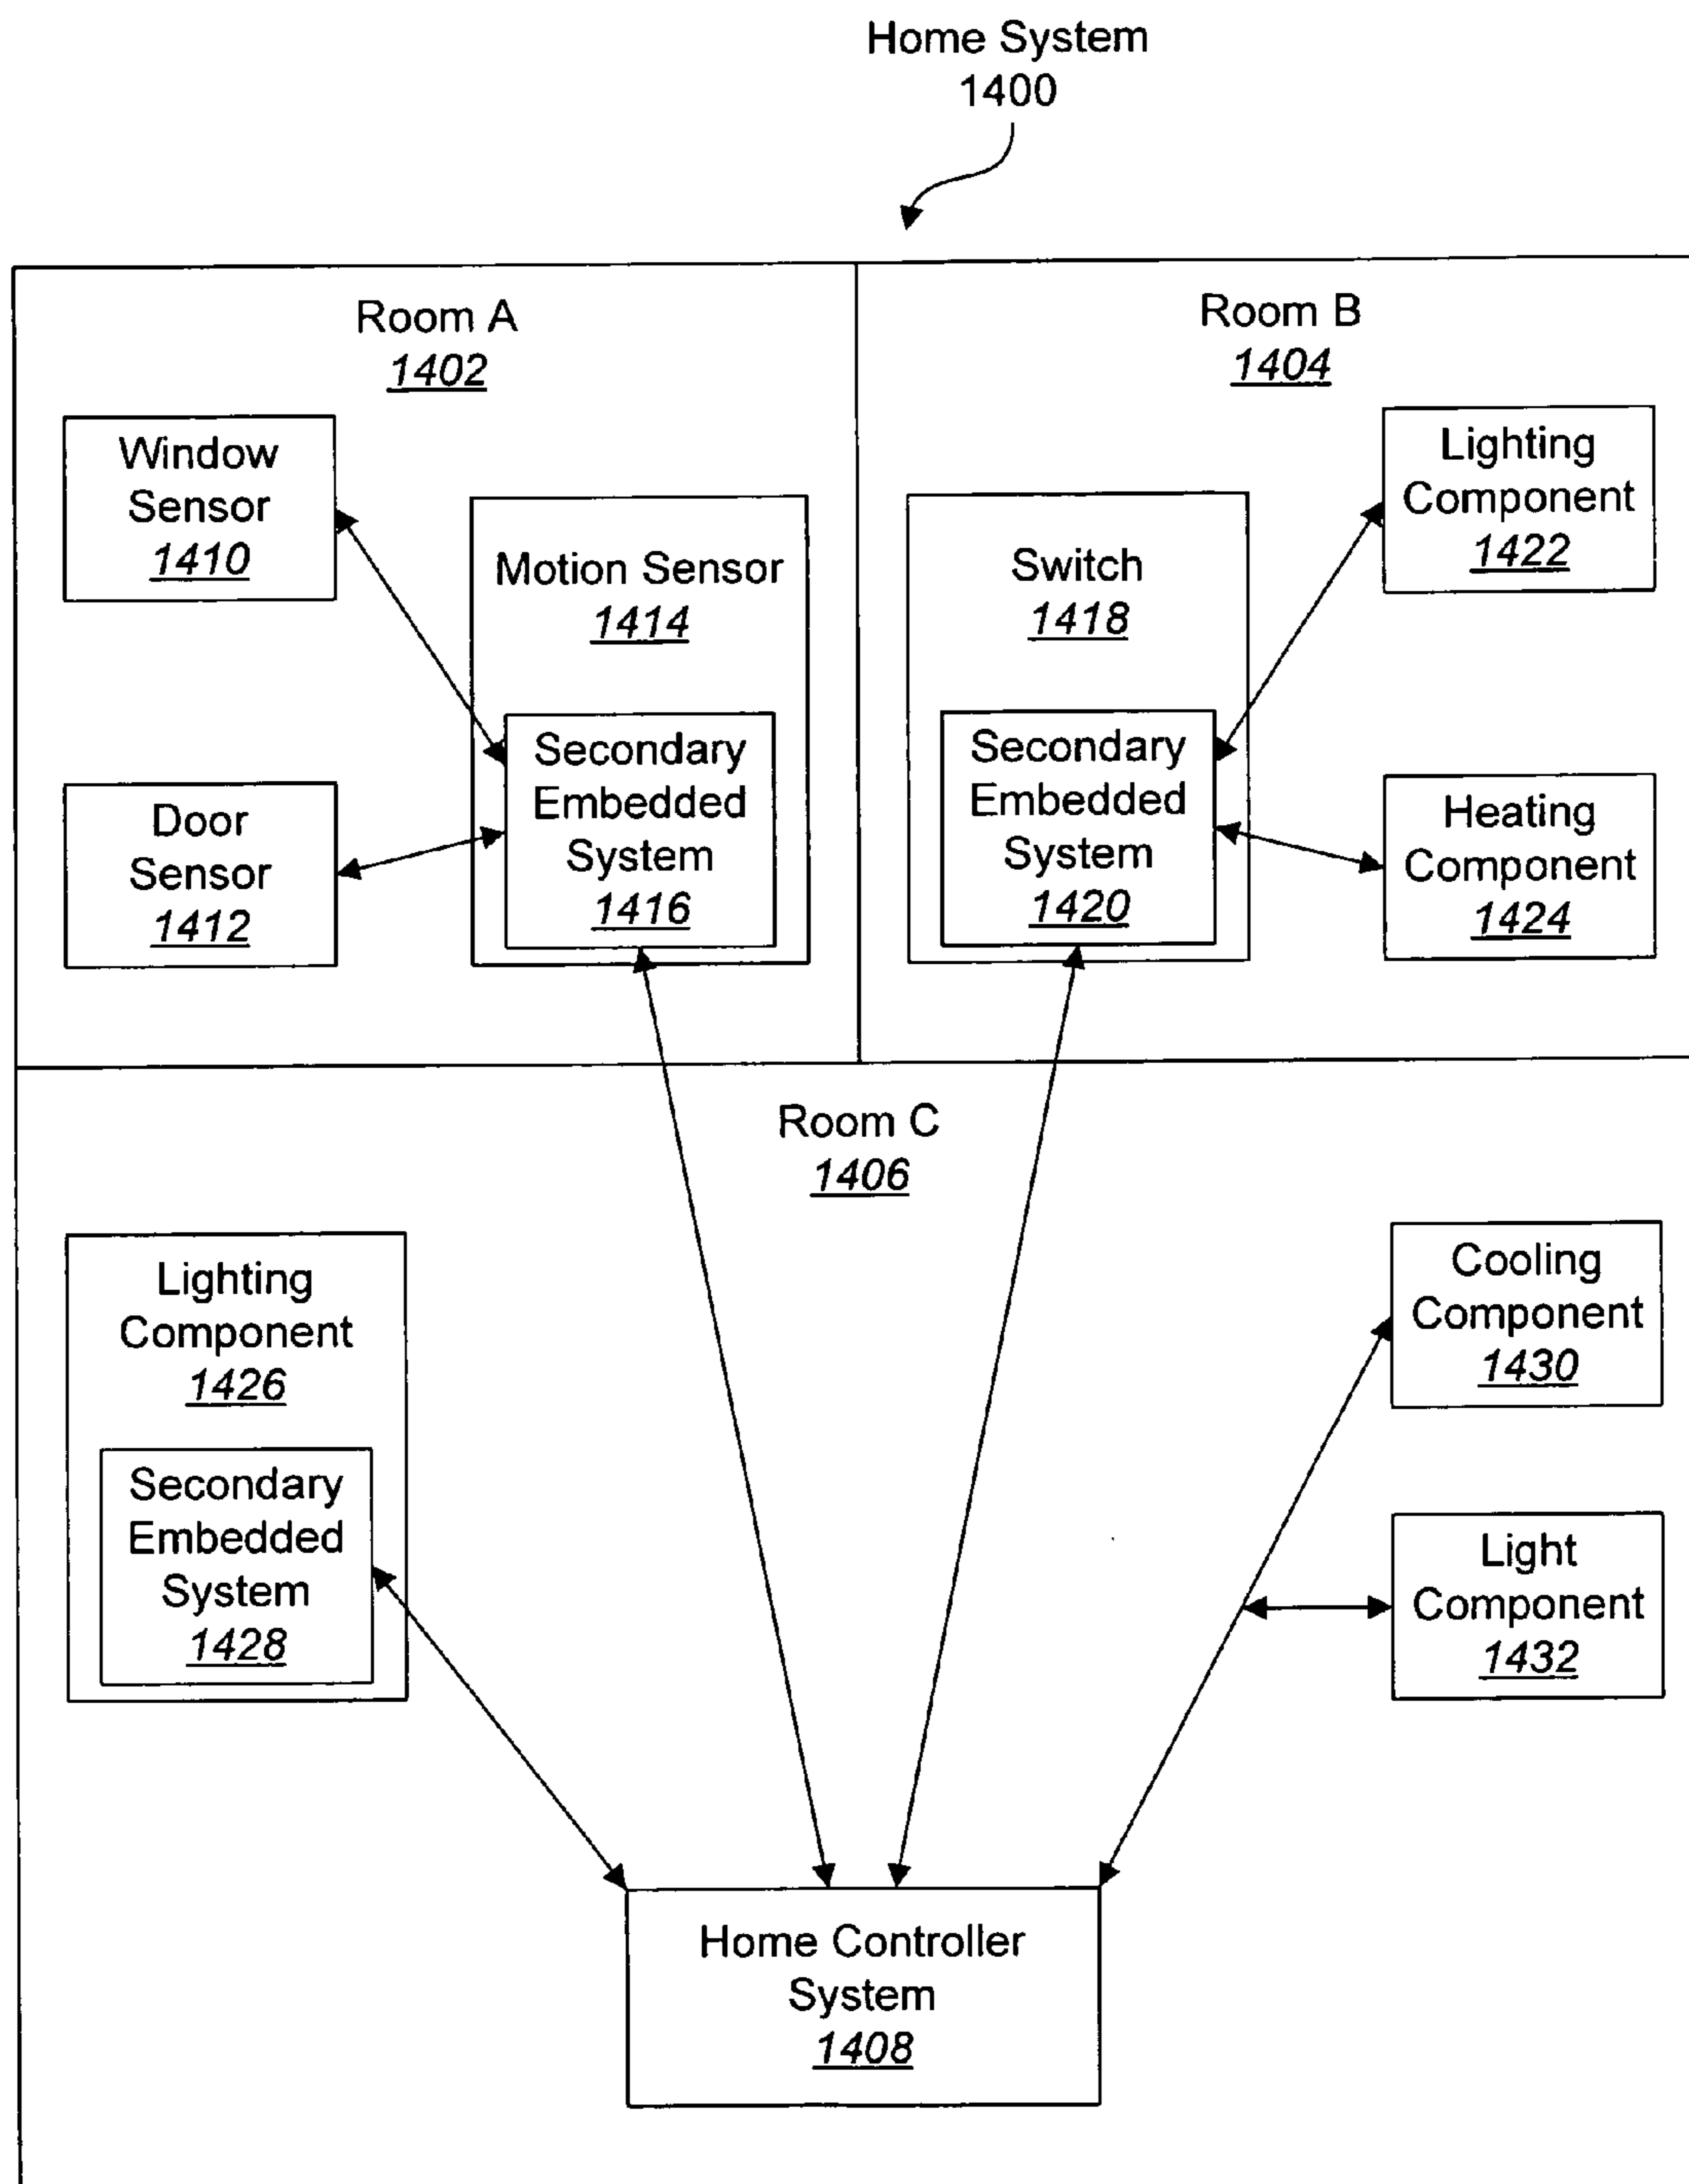 Home System
1400
Room A
1402
Room B
1404
Window
Sensor
1410
Motion Sensor
1414
Switch
1418
Lighting
Component
1422
Door
Sensor
1412
Secondary
Embedded
System
1416
Secondary
Embedded
System
1420
Heating
Component
1424
Room C
1406
Lighting
Component
1426
Secondary
Embedded
System
1428
Cooling
Component
1430
Light
Component
1432
Home Controller
System
1408